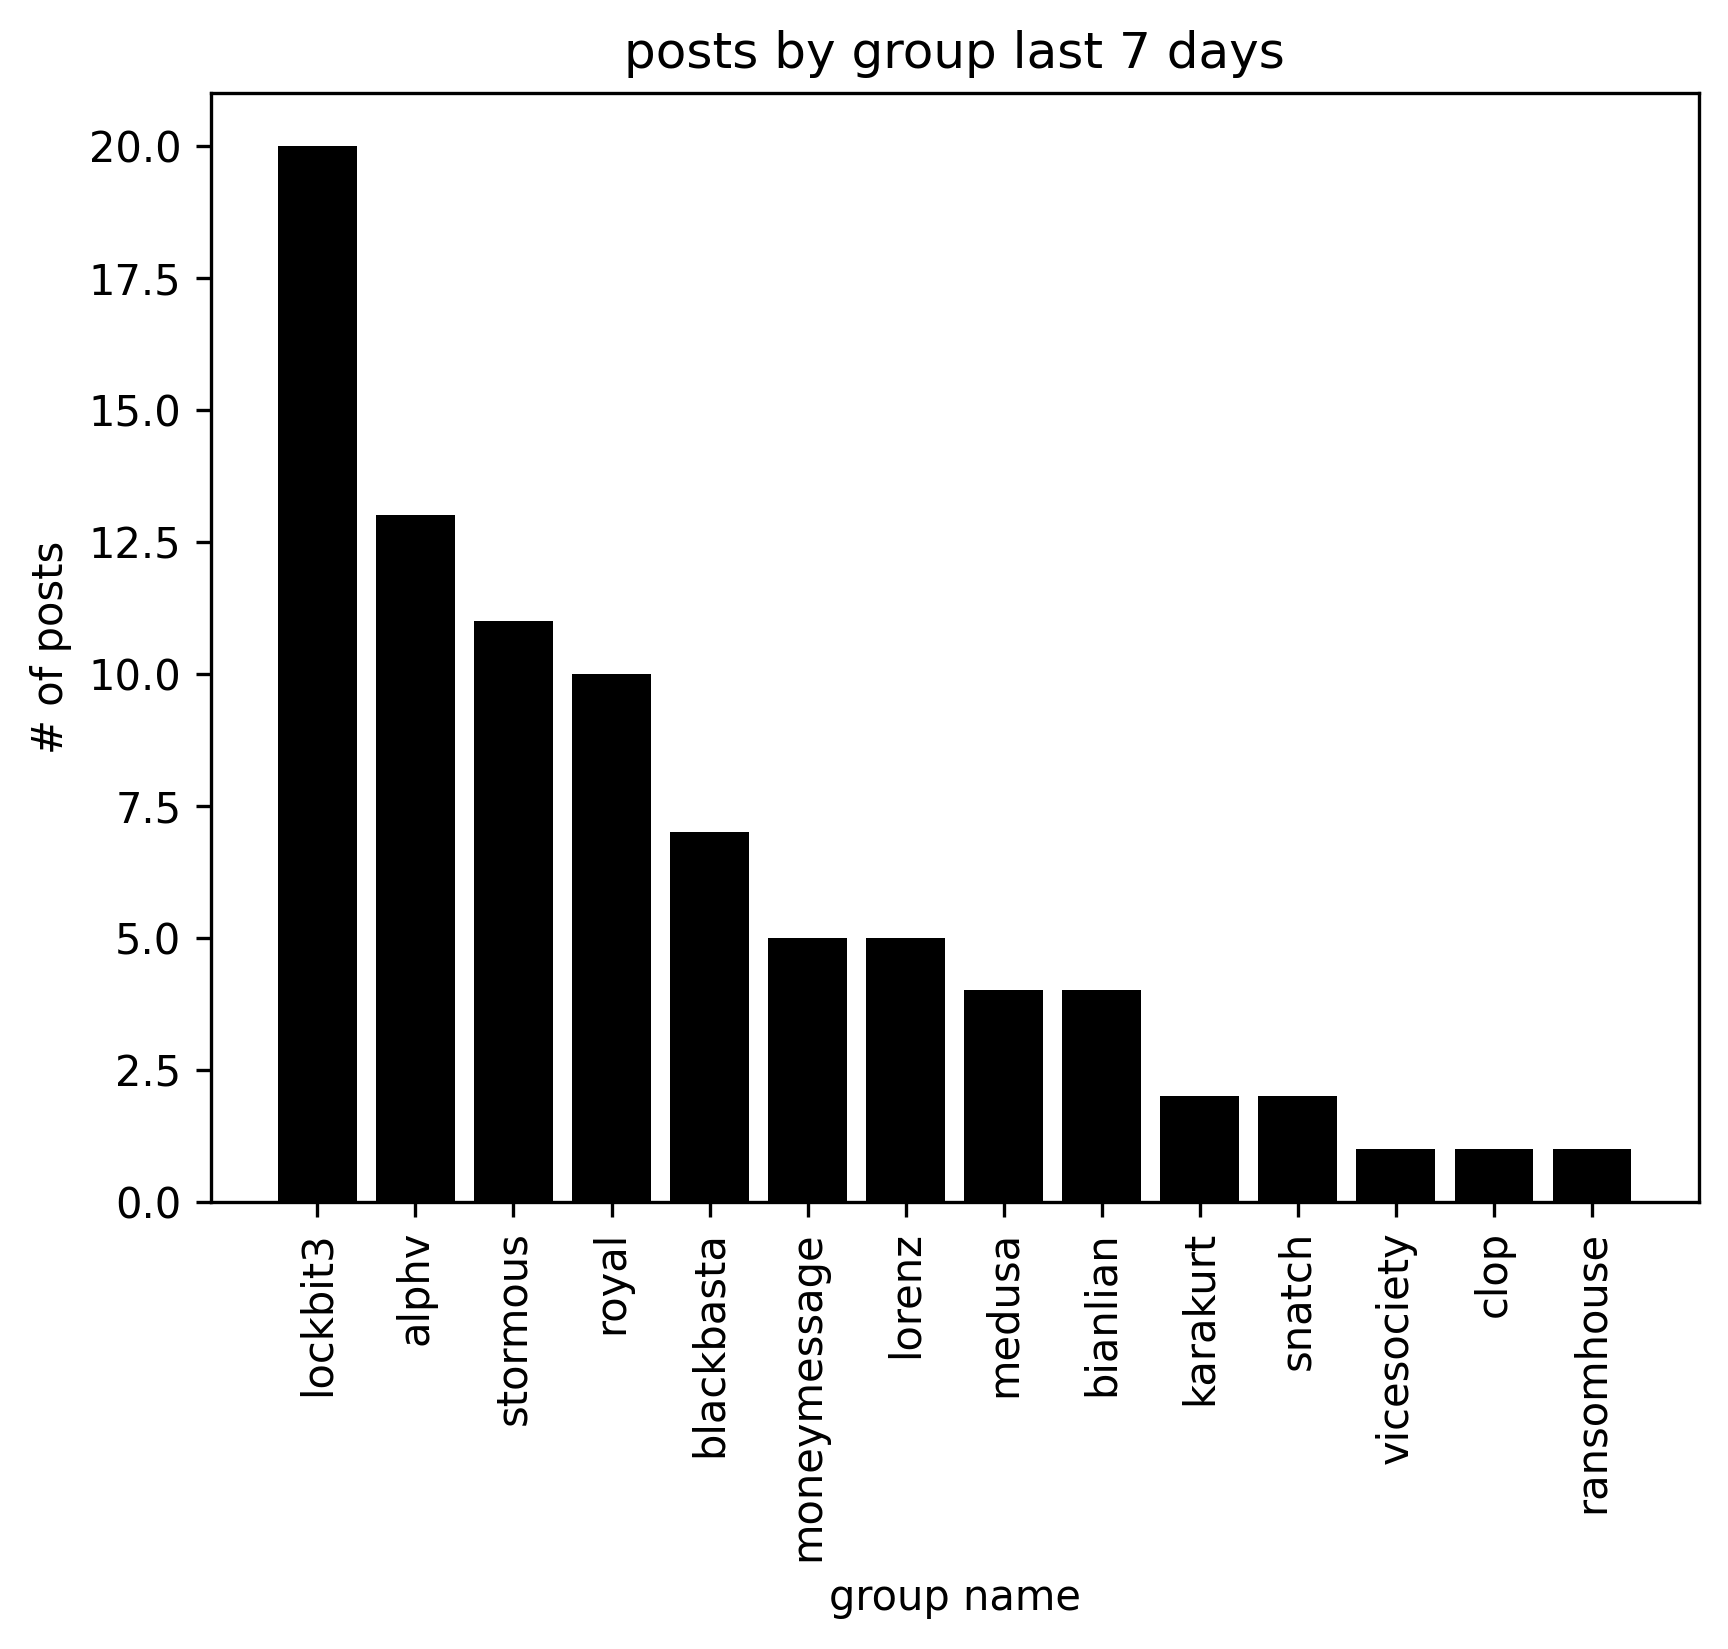 posts by group last 7 days
# of posts
20.0
17.5
15.0
12.5
10.0
7.5
5.0
2.5
0.0
lockbit3
alphv
stormous
royal
blackbasta
moneymessage
lorenz
medusa
bianlian
karakurt
snatch
vicesociety
clop
ransomhouse
group name